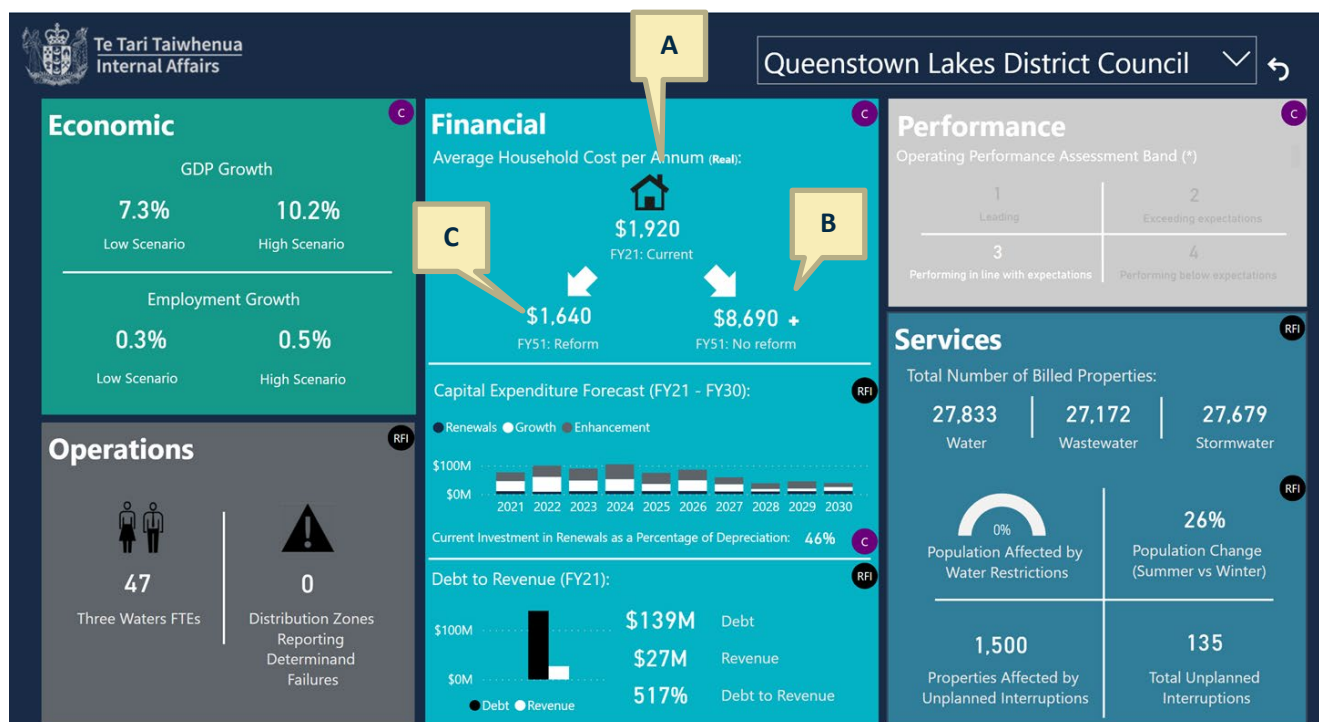 Te Tari Taiwhenua
Internal Affairs
A
Queenstown Lakes District Council
Economic
C
GDP Growth
7.3%
10.2%
Low Scenario
High Scenario
Employment Growth
0.3%
0.5%
Low Scenario
High Scenario
Operations
RFI
47
0
Three Waters FTEs
Distribution Zones
Reporting
Determinand
Failures
Financial
C
Average Household Cost per Annum (Real):
$1,920
FY21: Current
C
B
$1,640
$8,690 +
FY51: Reform
FY51: No reform
Capital Expenditure Forecast (FY21 - FY30):
RFI
Renewals Growth Enhancement
$100M
$0M
2021 2022 2023 2024 2025 2026 2027 2028 2029 2030
Current Investment in Renewals as a Percentage of Depreciation: 46%
C
Debt to Revenue (FY21):
RFI
$100M
$0M
Debt Revenue
$139M Debt
$27M Revenue
517% Debt to Revenue
Performance
C
Operating Performance Assessment Band (*)
1
Leading
2
Exceeding expectations
3
Performing in line with expectations
4
Performing below expectations
Services
RFI
Total Number of Billed Properties:
27,833
27,172
27,679
Water
Wastewater
Stormwater
RFI
0%
Population Affected by
Water Restrictions
26%
Population Change
(Summer vs Winter)
1,500
Properties Affected by
Unplanned Interruptions
135
Total Unplanned
Interruptions